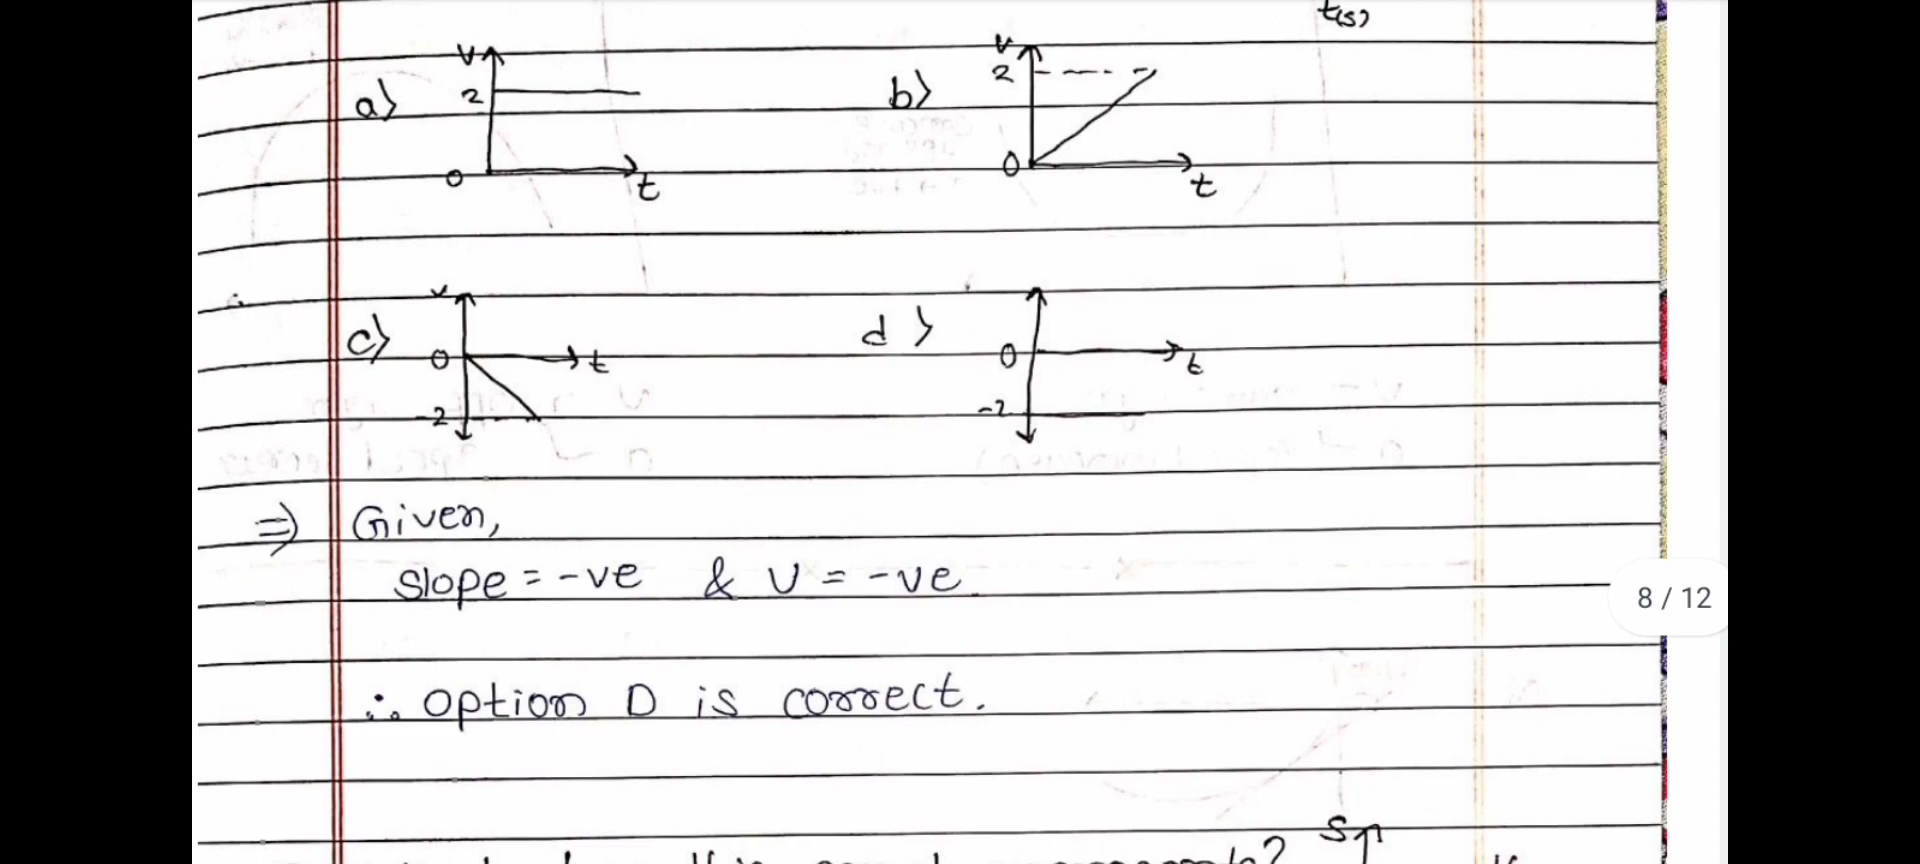 t(s)
a) V 2 0 t
b) V 2 0 t
c) v 0 t -2
d) 0 t -2
⇒ Given,
slope = -ve & V = -ve
∴ option D is correct.
8 / 12
S
?